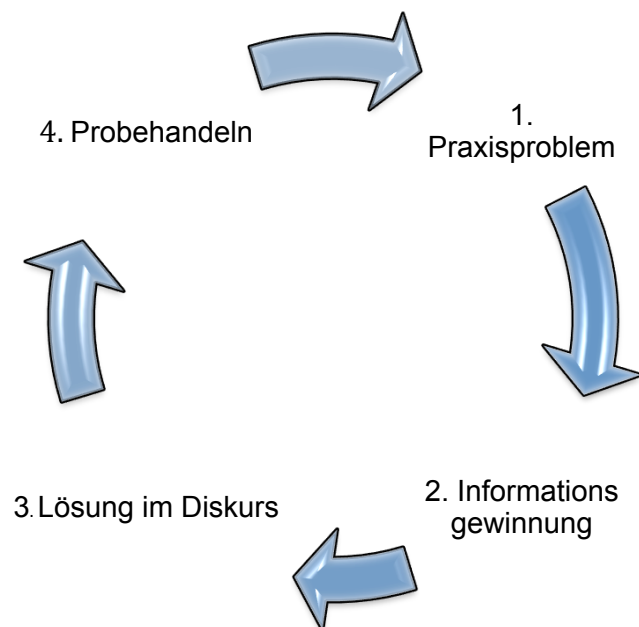 1.
Praxisproblem
2. Informations
gewinnung
3. Lösung im Diskurs
4. Probehandeln